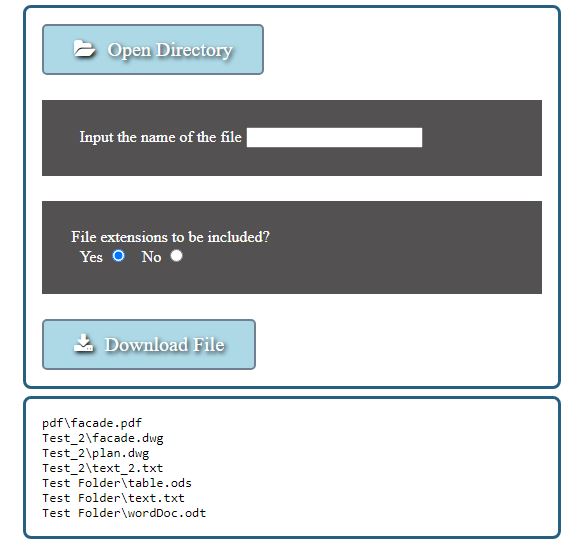 Open Directory
Input the name of the file
File extensions to be included?
Yes No
Download File
pdf\facade.pdf
Test_2\facade.dwg
Test_2\plan.dwg
Test_2\text_2.txt
Test Folder\table.ods
Test Folder\text.txt
Test Folder\wordDoc.odt